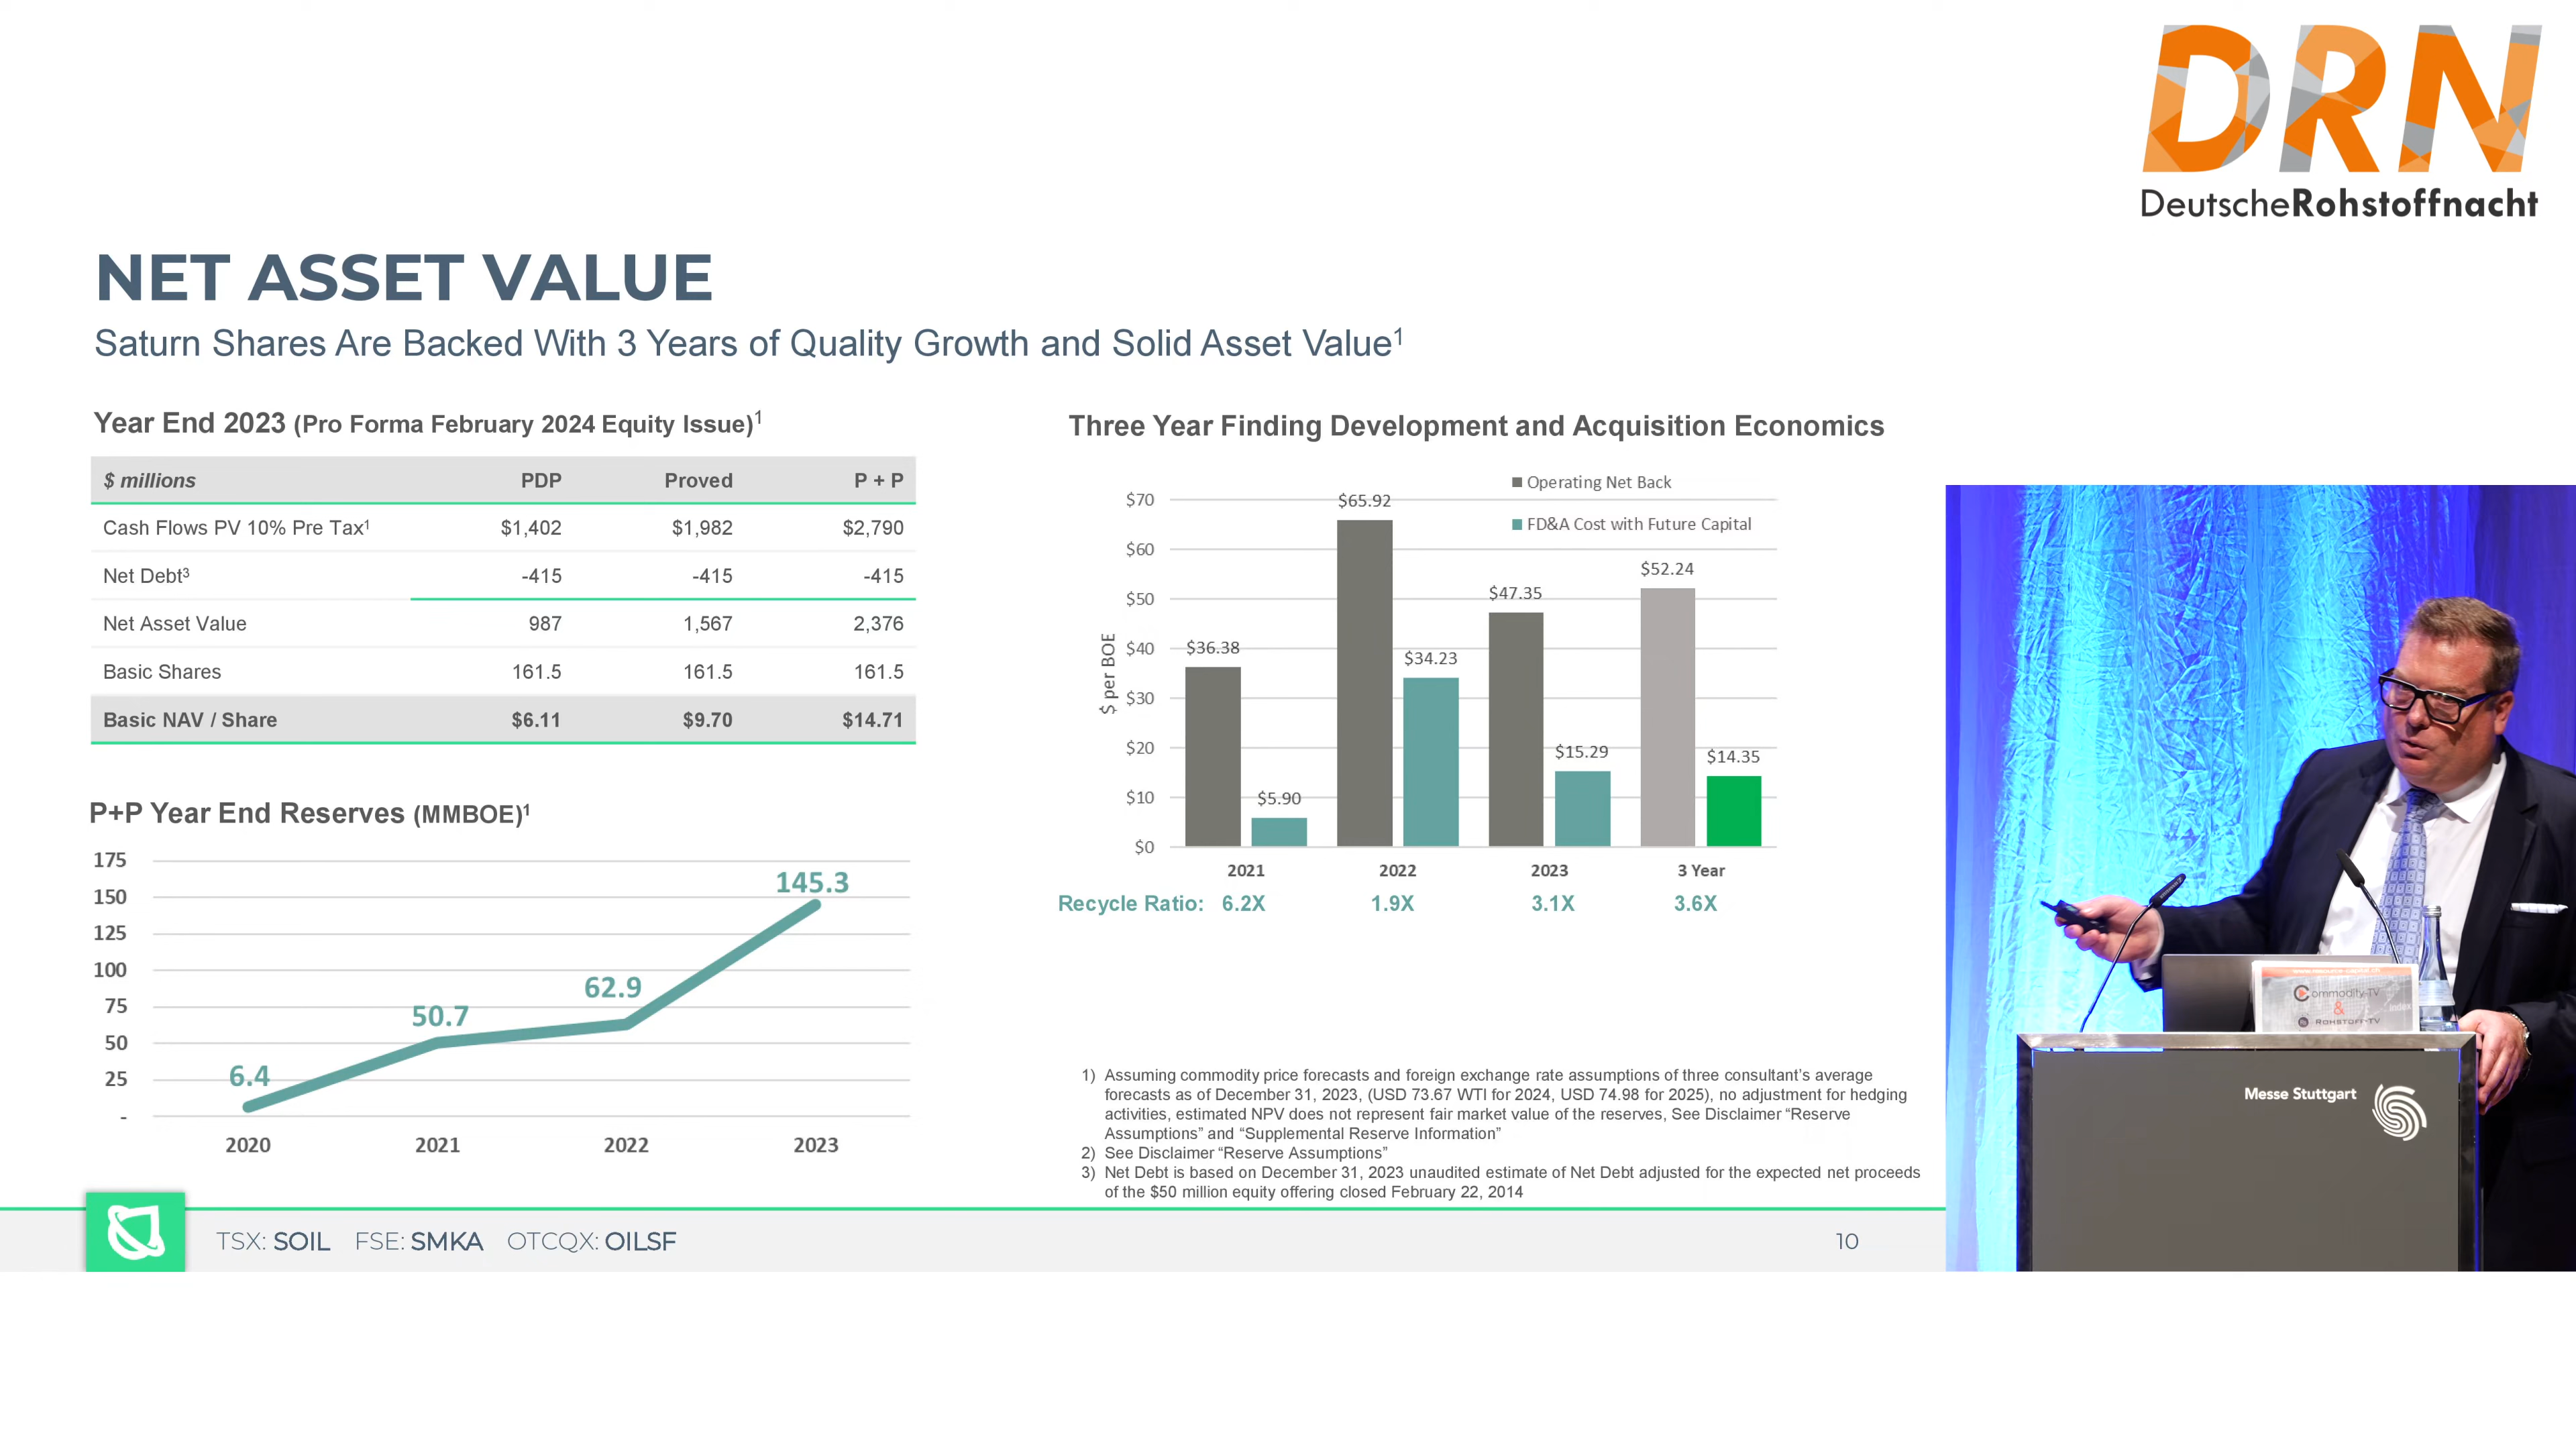 DRN
DeutscheRohstoffnacht
NET ASSET VALUE
Saturn Shares Are Backed With 3 Years of Quality Growth and Solid Asset Value1
Year End 2023 (Pro Forma February 2024 Equity Issue)1
$ millions PDP Proved P + P
Cash Flows PV 10% Pre Tax1 $1,402 $1,982 $2,790
Net Debt3 -415 -415 -415
Net Asset Value 987 1,567 2,376
Basic Shares 161.5 161.5 161.5
Basic NAV / Share $6.11 $9.70 $14.71
P+P Year End Reserves (MMBOE)1
175
150
125
100
75
50
25
-
6.4
50.7
62.9
145.3
2020 2021 2022 2023
Three Year Finding Development and Acquisition Economics
Operating Net Back
FD&A Cost with Future Capital
$ per BOE
$70
$60
$50
$40
$30
$20
$10
$0
$36.38
$5.90
$65.92
$34.23
$47.35
$15.29
$52.24
$14.35
2021 2022 2023 3 Year
Recycle Ratio: 6.2X 1.9X 3.1X 3.6X
1) Assuming commodity price forecasts and foreign exchange rate assumptions of three consultant's average
forecasts as of December 31, 2023, (USD 73.67 WTI for 2024, USD 74.98 for 2025), no adjustment for hedging
activities, estimated NPV does not represent fair market value of the reserves, See Disclaimer “Reserve
Assumptions” and “Supplemental Reserve Information”
2) See Disclaimer “Reserve Assumptions”
3) Net Debt is based on December 31, 2023 unaudited estimate of Net Debt adjusted for the expected net proceeds
of the $50 million equity offering closed February 22, 2014
TSX: SOIL FSE: SMKA OTCQX: OILSF
10
Commodity-TV
&
ROHSTOFF-TV
Messe Stuttgart